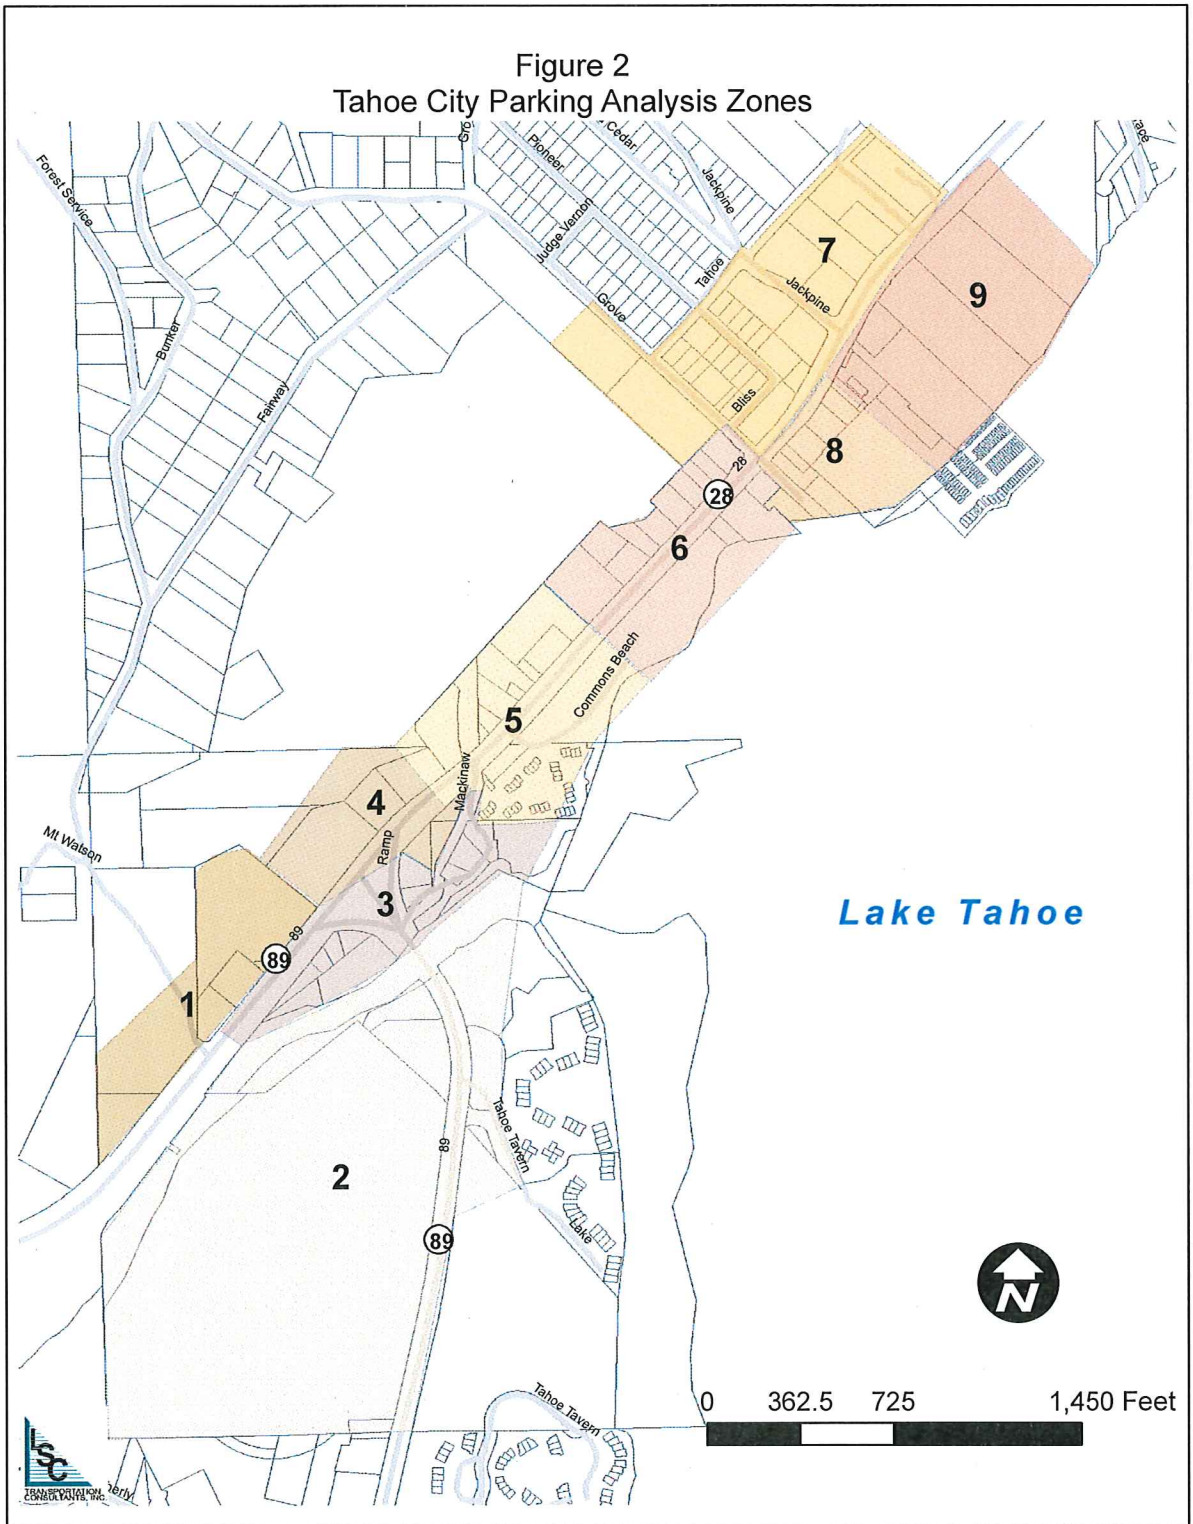 Figure 2
Tahoe City Parking Analysis Zones
Gro
Pioneer
Cedar
Jackpine
race
Forest Service
Judge Vernon
Tahoe
7
Jackpine
9
Grove
Bunker
Fairway
Bliss
8
28
28
6
Commons Beach
5
Mackinaw
4
Ramp
Mt Watson
3
Lake Tahoe
89
89
1
Tahoe Tavern
89
2
Lake
89
N
0 362.5 725 1,450 Feet
Tahoe Tavern
LSC
TRANSPORTATION
CONSULTANTS, INC.
erly